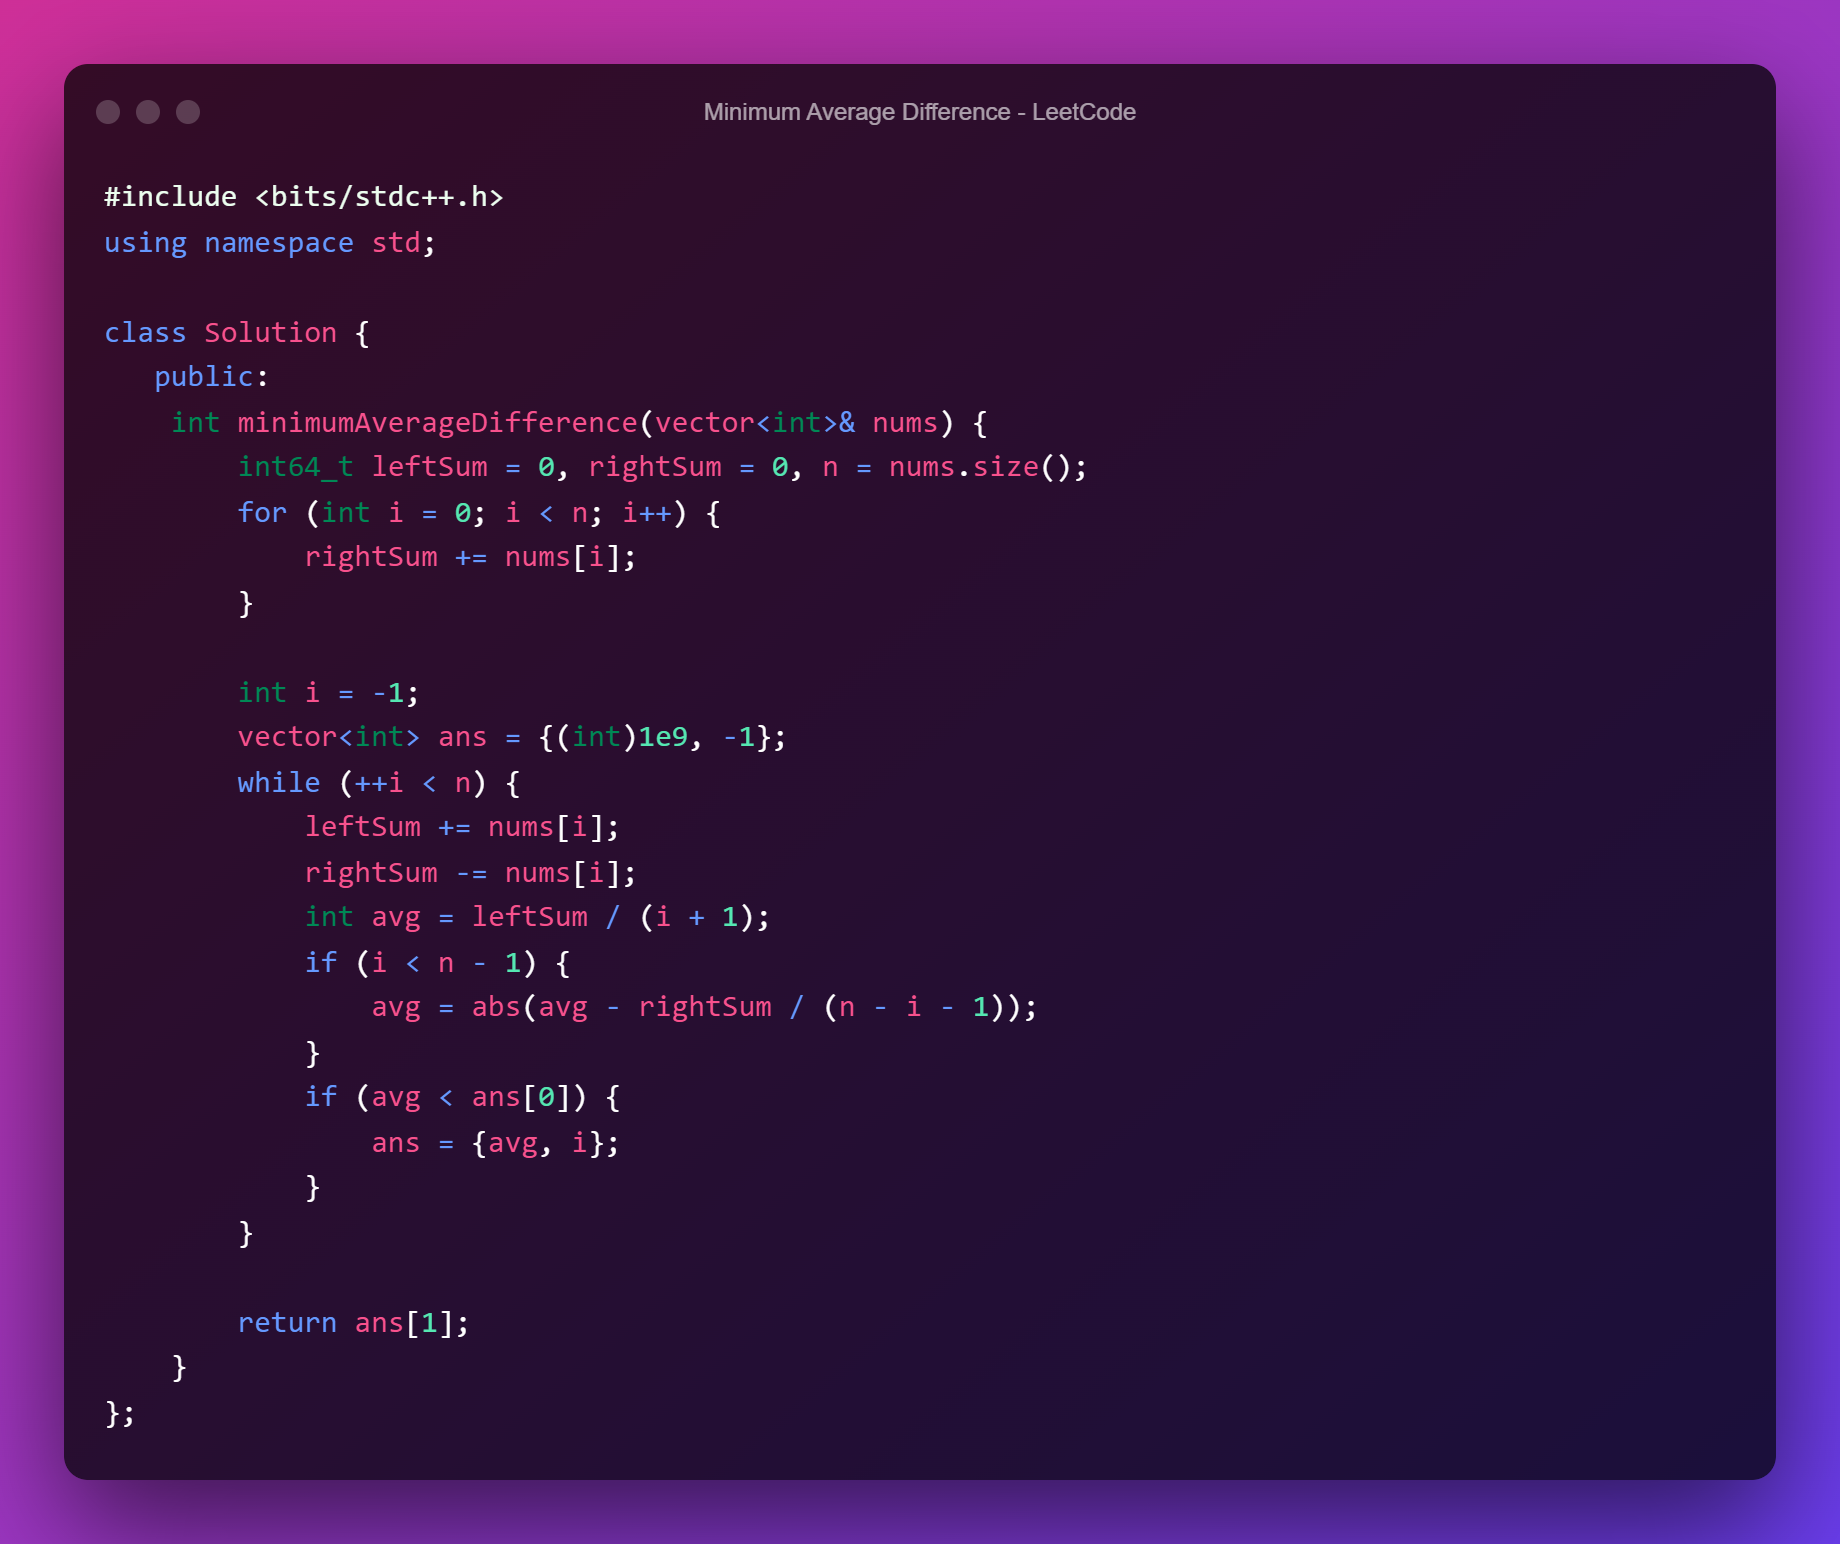 Minimum Average Difference - LeetCode
#include <bits/stdc++.h>
using namespace std;
class Solution {
   public:
    int minimumAverageDifference(vector<int>& nums) {
        int64_t leftSum = 0, rightSum = 0, n = nums.size();
        for (int i = 0; i < n; i++) {
            rightSum += nums[i];
        }
        int i = -1;
        vector<int> ans = {(int)1e9, -1};
        while (++i < n) {
            leftSum += nums[i];
            rightSum -= nums[i];
            int avg = leftSum / (i + 1);
            if (i < n - 1) {
                avg = abs(avg - rightSum / (n - i - 1));
            }
            if (avg < ans[0]) {
                ans = {avg, i};
            }
        }
        return ans[1];
    }
};